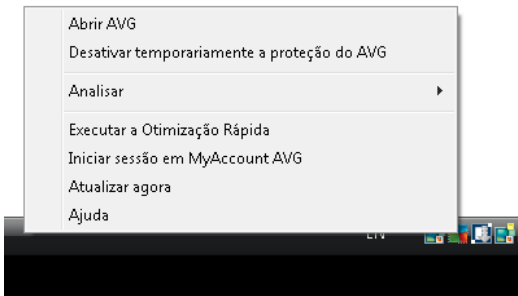 Abrir AVG
Desativar temporariamente a proteção do AVG
Analisar
Executar a Otimização Rápida
Iniciar sessão em MyAccount AVG
Atualizar agora
Ajuda
EN